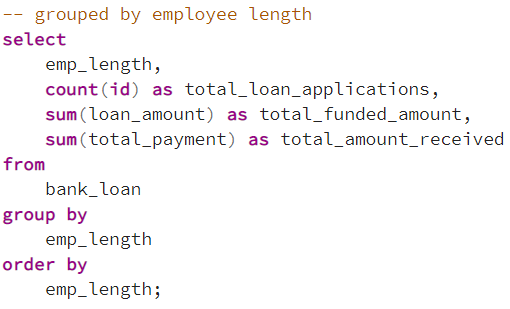 -- grouped by employee length
select
    emp_length,
    count(id) as total_loan_applications,
    sum(loan_amount) as total_funded_amount,
    sum(total_payment) as total_amount_received
from
    bank_loan
group by
    emp_length
order by
    emp_length;